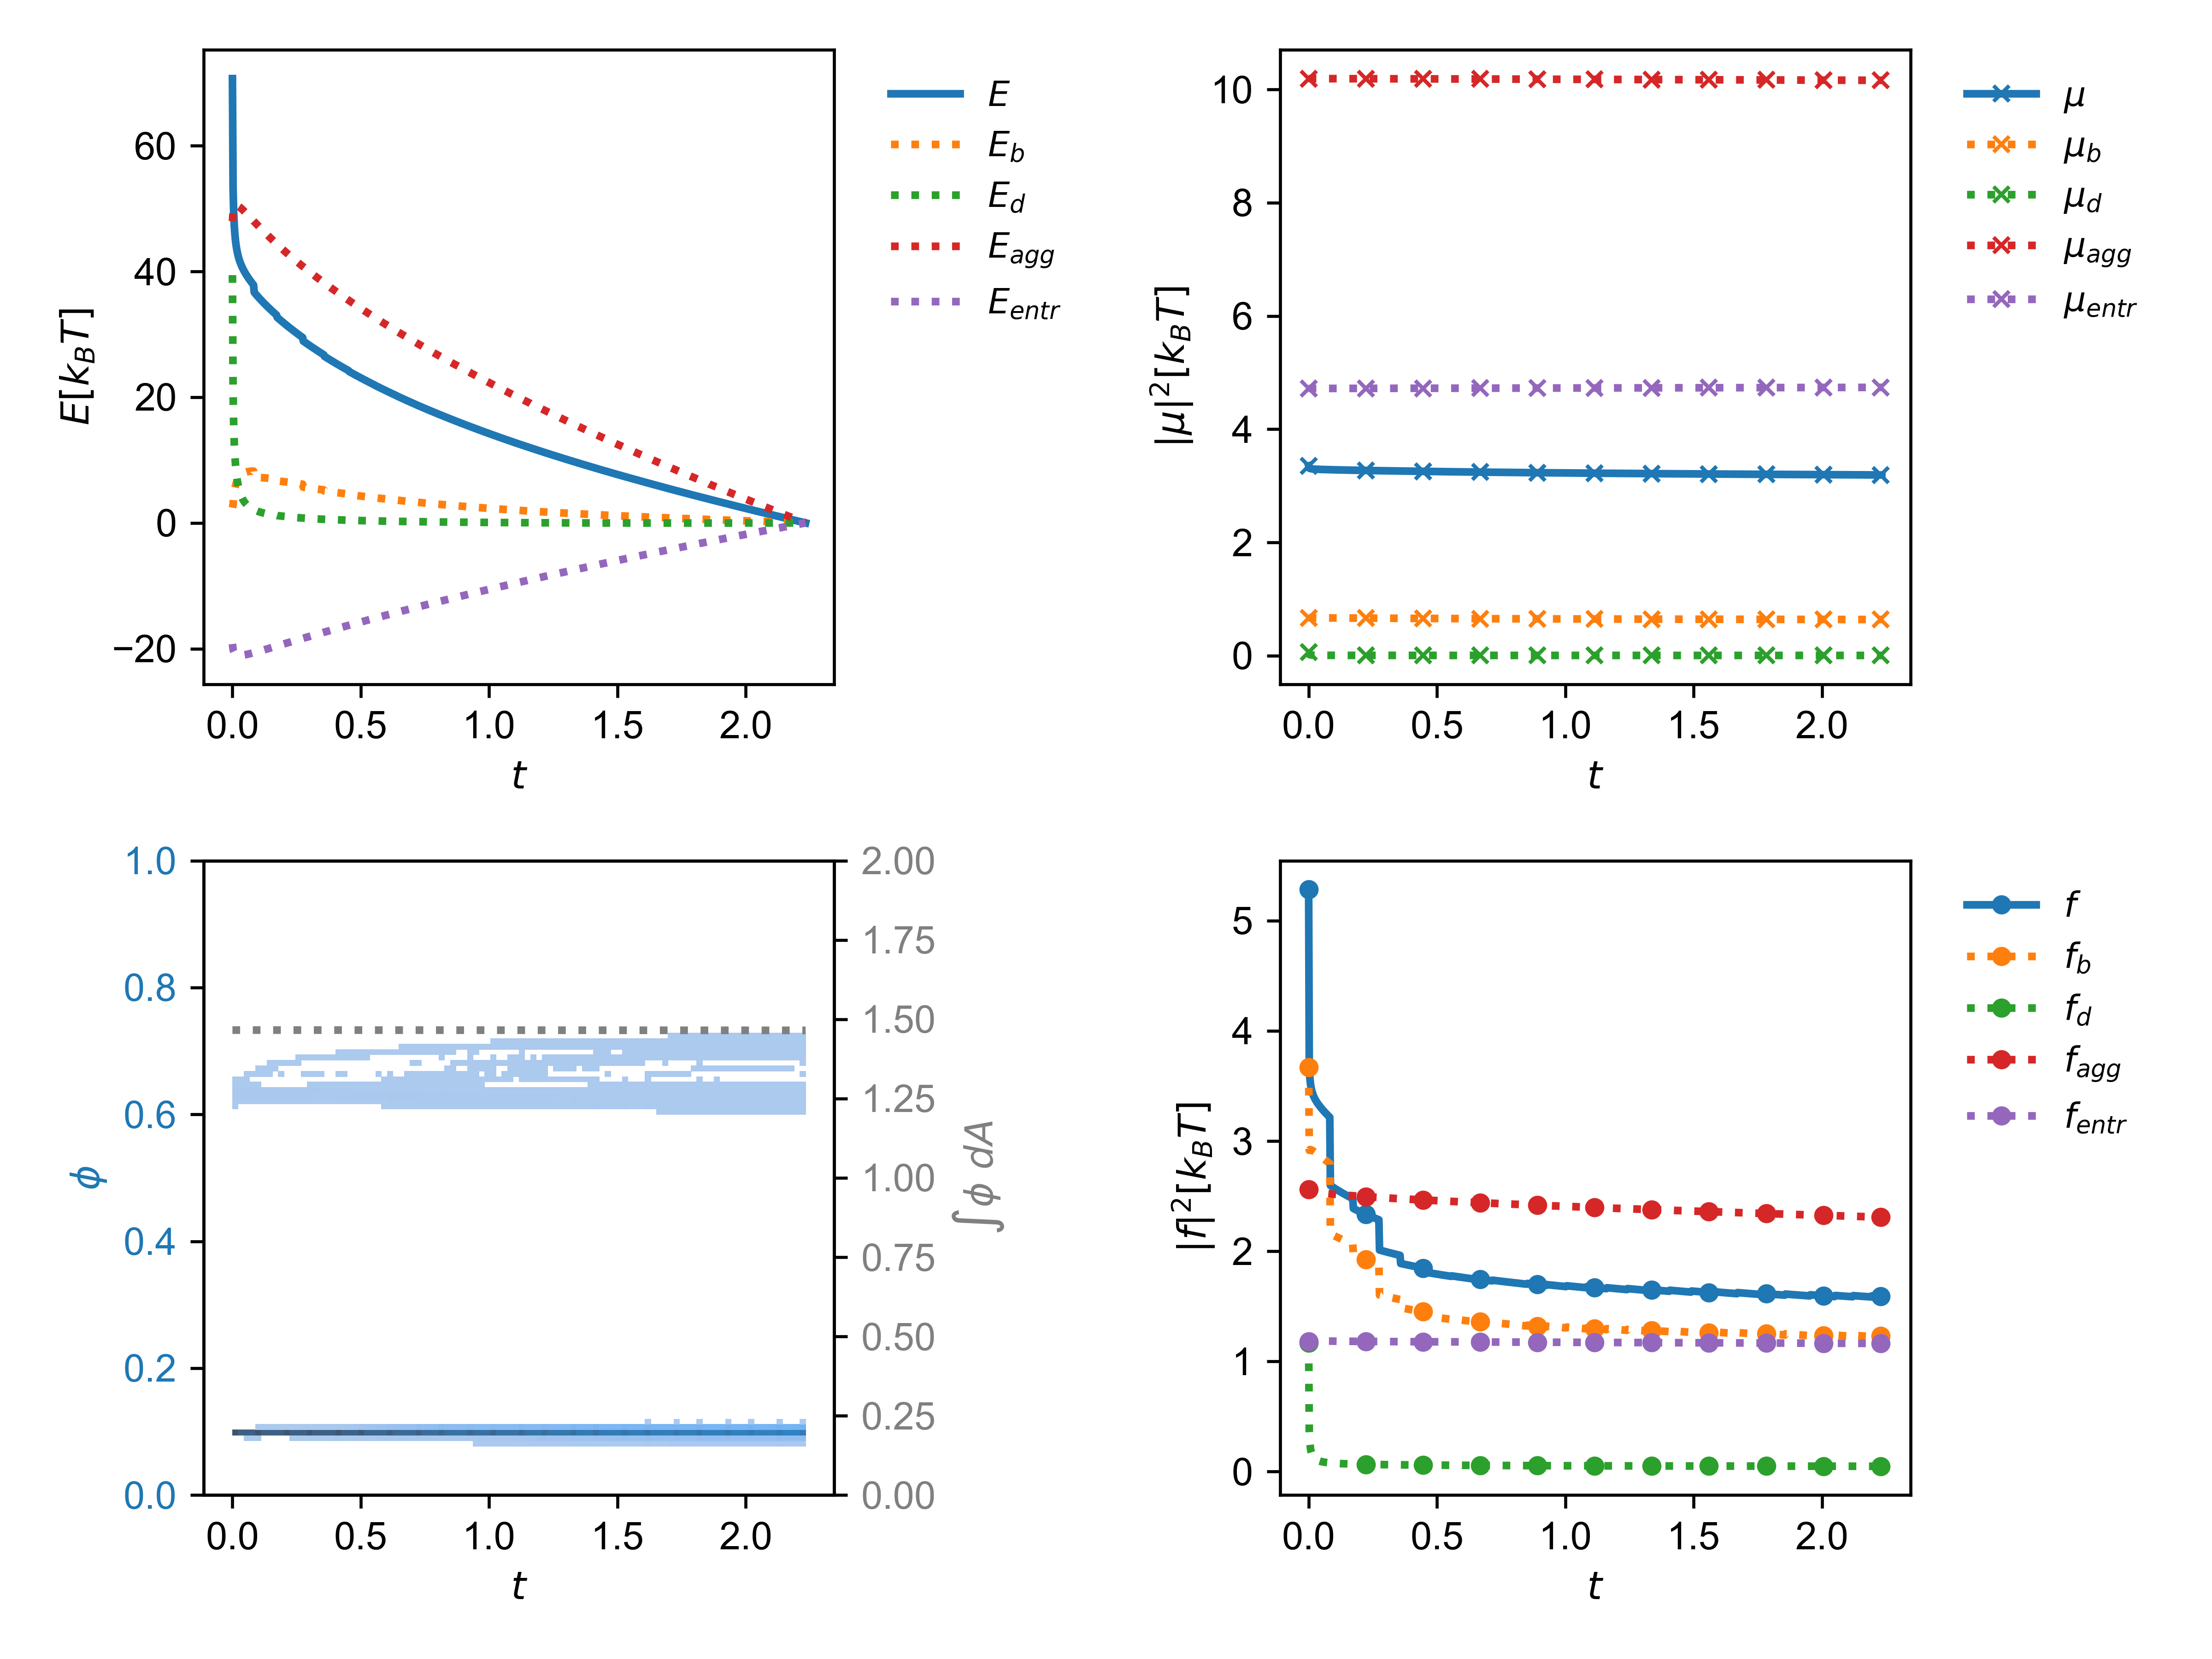 60
40
20
0
−20
E[k_BT]
0.0 0.5 1.0 1.5 2.0
t
E
E_b
E_d
E_agg
E_entr
10
8
6
4
2
0
|μ|²[k_BT]
0.0 0.5 1.0 1.5 2.0
t
μ
μ_b
μ_d
μ_agg
μ_entr
1.0
0.8
0.6
0.4
0.2
0.0
ϕ
0.0 0.5 1.0 1.5 2.0
t
2.00
1.75
1.50
1.25
1.00
0.75
0.50
0.25
0.00
∫ϕ dA
5
4
3
2
1
0
|f|²[k_BT]
0.0 0.5 1.0 1.5 2.0
t
f
f_b
f_d
f_agg
f_entr